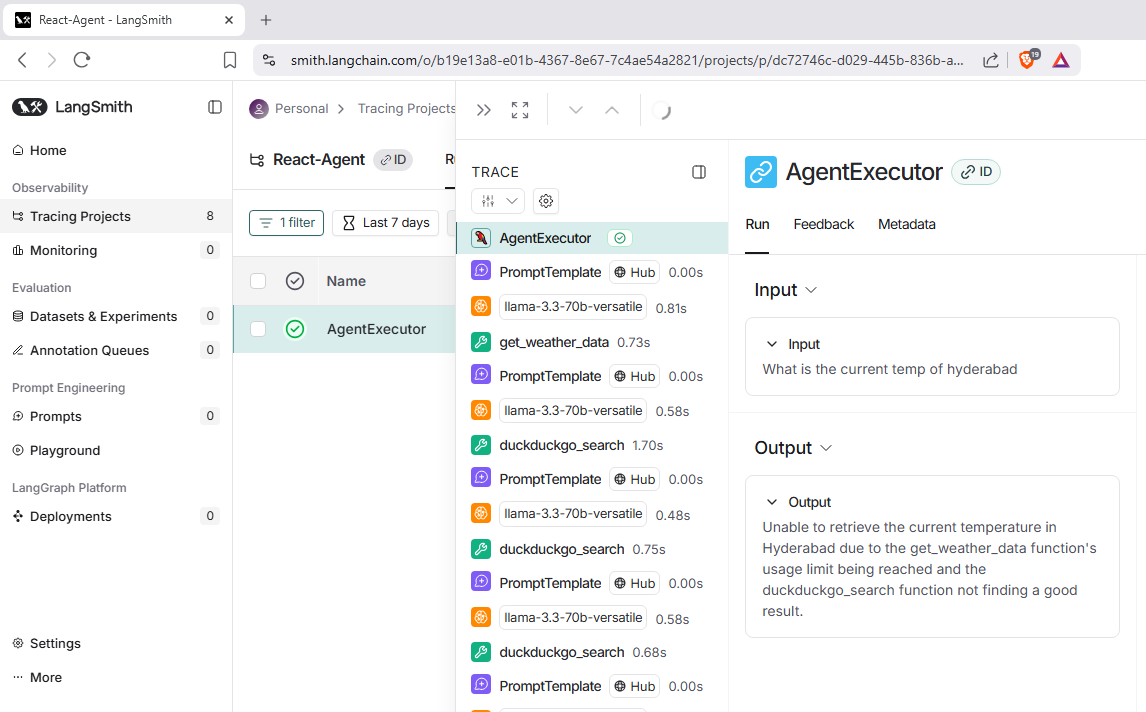 React-Agent - LangSmith
smith.langchain.com/o/b19e13a8-e01b-4367-8e67-7c4ae54a2821/projects/p/dc72746c-d029-445b-836b-a...
19
LangSmith
Home
Observability
Tracing Projects 8
Monitoring 0
Evaluation
Datasets & Experiments 0
Annotation Queues 0
Prompt Engineering
Prompts 0
Playground
LangGraph Platform
Deployments 0
Settings
More
Personal Tracing Projects
React-Agent ID
1 filter Last 7 days
Name
AgentExecutor
TRACE
AgentExecutor
PromptTemplate Hub 0.00s
llama-3.3-70b-versatile 0.81s
get_weather_data 0.73s
PromptTemplate Hub 0.00s
llama-3.3-70b-versatile 0.58s
duckduckgo_search 1.70s
PromptTemplate Hub 0.00s
llama-3.3-70b-versatile 0.48s
duckduckgo_search 0.75s
PromptTemplate Hub 0.00s
llama-3.3-70b-versatile 0.58s
duckduckgo_search 0.68s
PromptTemplate Hub 0.00s
AgentExecutor ID
Run Feedback Metadata
Input
Input
What is the current temp of hyderabad
Output
Output
Unable to retrieve the current temperature in
Hyderabad due to the get_weather_data function's
usage limit being reached and the
duckduckgo_search function not finding a good
result.